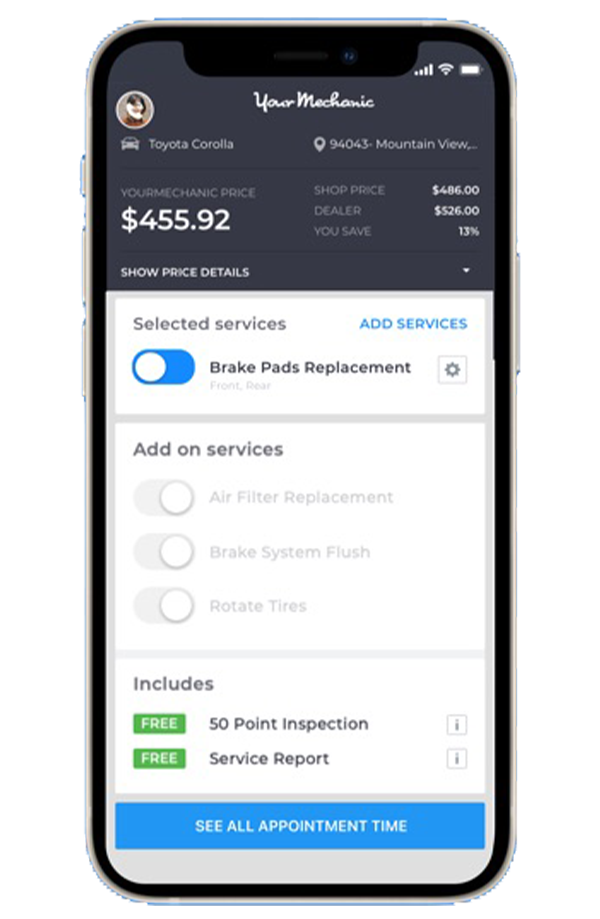 YourMechanic
Toyota Corolla
94043- Mountain View,...
YOURMECHANIC PRICE
$455.92
SHOP PRICE $486.00
DEALER $526.00
YOU SAVE 13%
SHOW PRICE DETAILS
Selected services ADD SERVICES
Brake Pads Replacement
Front, Rear
Add on services
Air Filter Replacement
Brake System Flush
Rotate Tires
Includes
FREE 50 Point Inspection i
FREE Service Report i
SEE ALL APPOINTMENT TIME